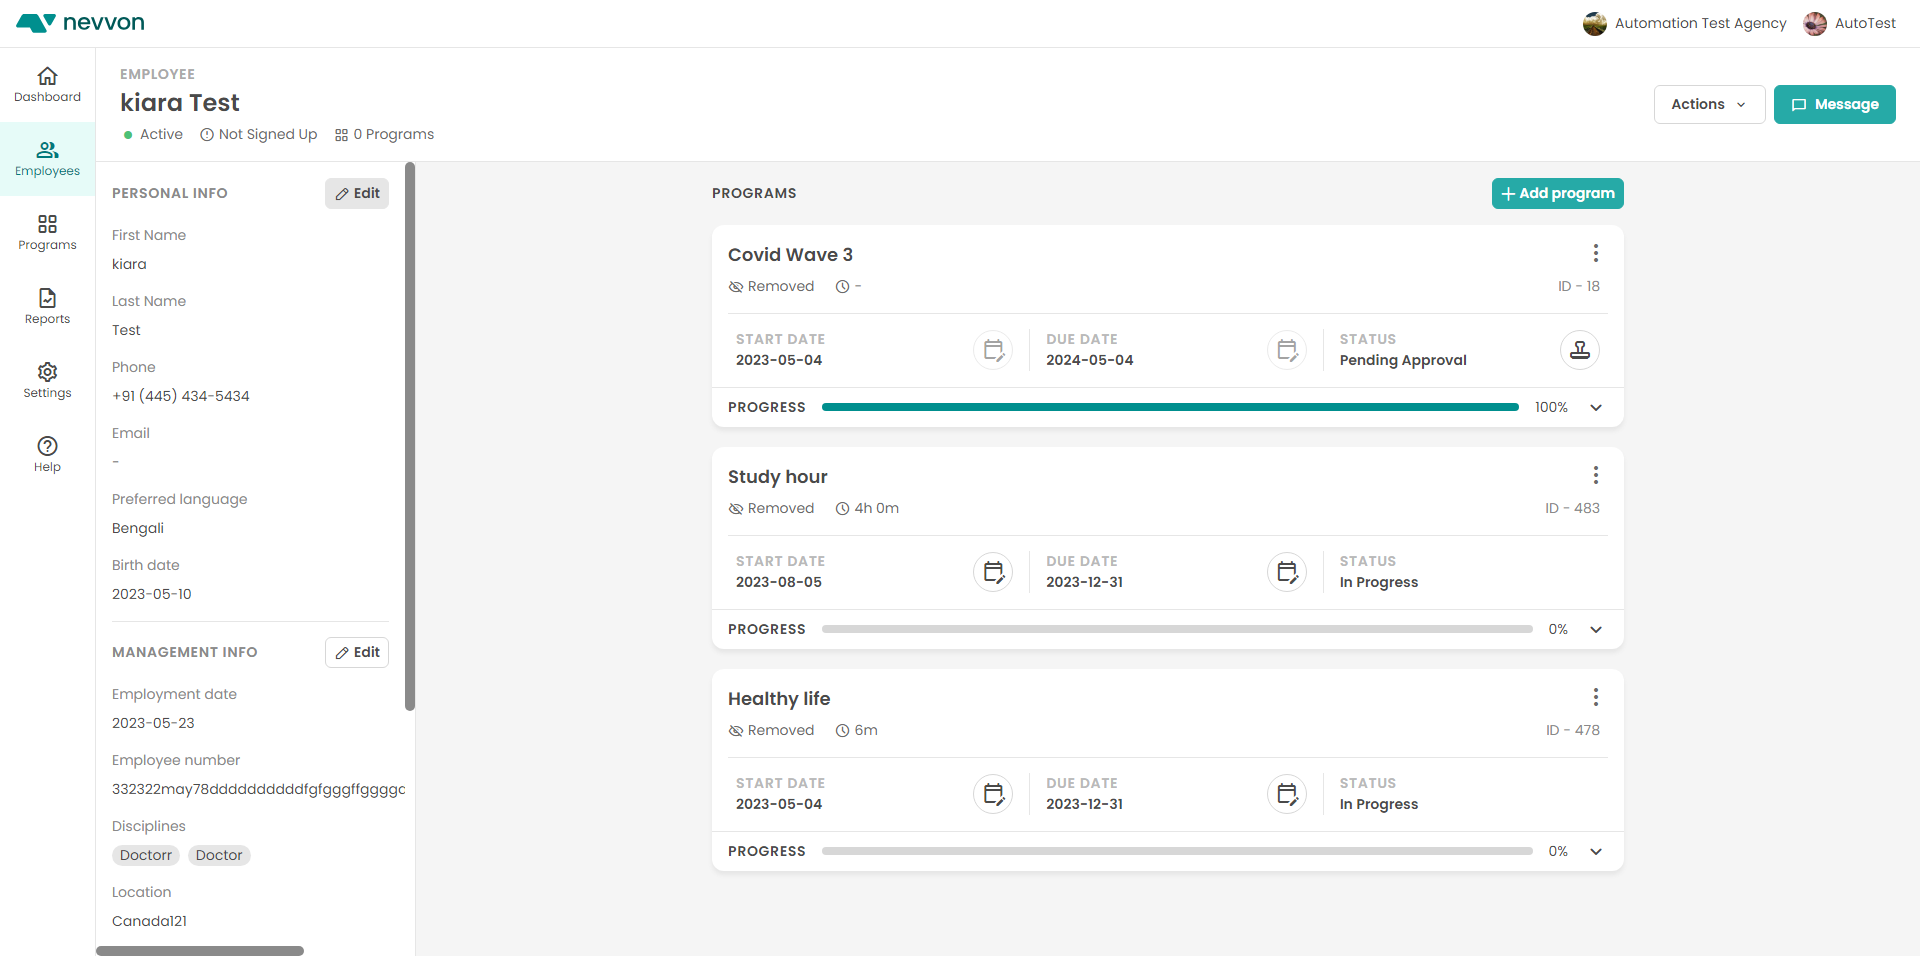 nevvon
Automation Test Agency
AutoTest
Dashboard
Employees
Programs
Reports
Settings
Help
EMPLOYEE
kiara Test
Active
Not Signed Up
0 Programs
Actions
Message
PERSONAL INFO
Edit
First Name
kiara
Last Name
Test
Phone
+91 (445) 434-5434
Email
-
Preferred language
Bengali
Birth date
2023-05-10
MANAGEMENT INFO
Edit
Employment date
2023-05-23
Employee number
Disciplines
Doctorr
Doctor
Location
Canada121
PROGRAMS
Add program
Covid Wave 3
Removed
-
ID - 18
START DATE
2023-05-04
DUE DATE
2024-05-04
STATUS
Pending Approval
PROGRESS
100%
Study hour
Removed
4h 0m
ID - 483
START DATE
2023-08-05
DUE DATE
2023-12-31
STATUS
In Progress
PROGRESS
0%
Healthy life
Removed
6m
ID - 478
START DATE
2023-05-04
DUE DATE
2023-12-31
STATUS
In Progress
PROGRESS
0%